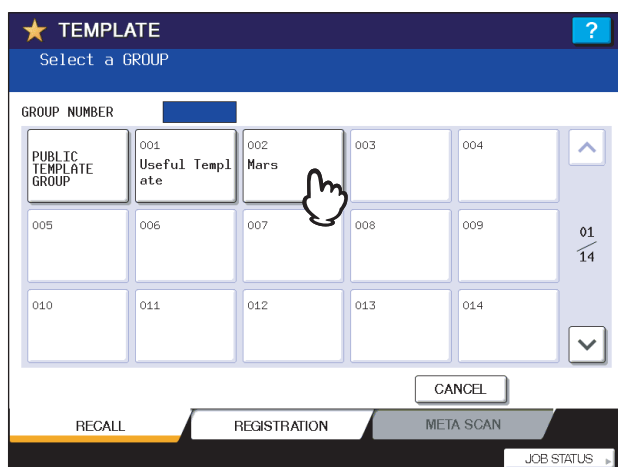 TEMPLATE
?
Select a GROUP
GROUP NUMBER
PUBLIC
TEMPLATE
GROUP
001
Useful Templ
ate
002
Mars
003
004
005
006
007
008
009
01
14
010
011
012
013
014
CANCEL
RECALL
REGISTRATION
META SCAN
JOB STATUS